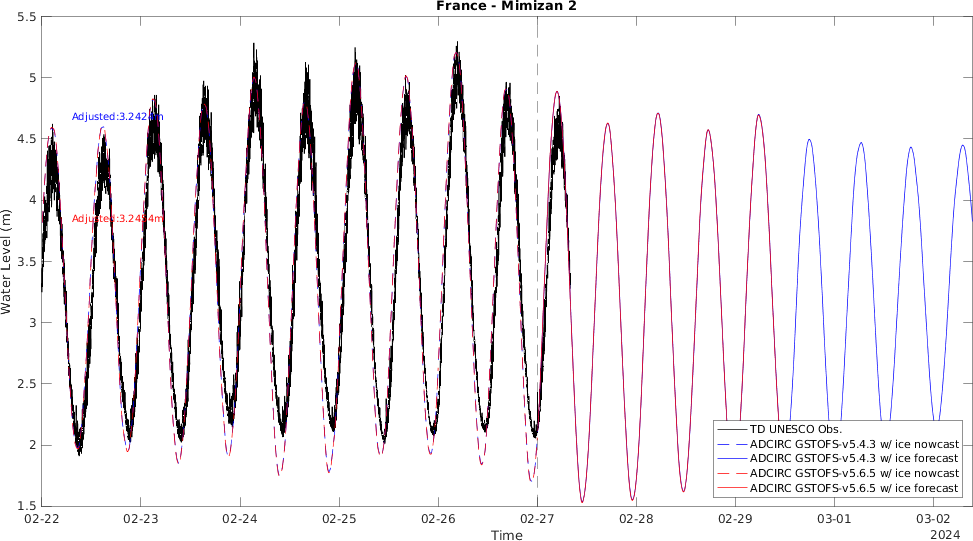 France - Mimizan 2
5.5
5
4.5
4
3.5
3
2.5
2
1.5
Water Level (m)
Adjusted:3.2424m
Adjusted:3.2454m
TD UNESCO Obs.
ADCIRC GSTOFS-v5.4.3 w/ ice nowcast
ADCIRC GSTOFS-v5.4.3 w/ ice forecast
ADCIRC GSTOFS-v5.6.5 w/ ice nowcast
ADCIRC GSTOFS-v5.6.5 w/ ice forecast
02-22 02-23 02-24 02-25 02-26 02-27 02-28 02-29 03-01 03-02
Time
2024